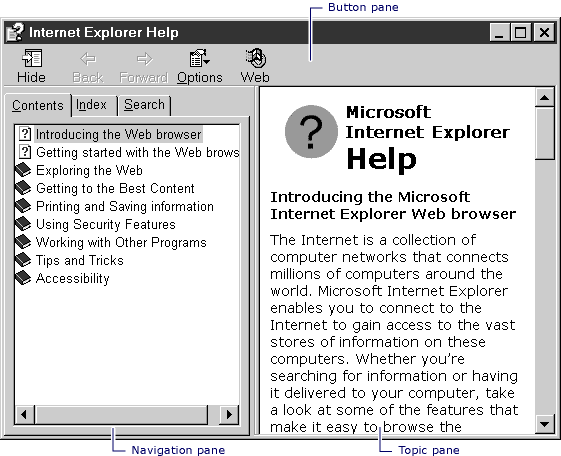 Button pane
Internet Explorer Help
Hide Back Forward Options Web
Contents Index Search
Introducing the Web browser
Getting started with the Web brows
Exploring the Web
Getting to the Best Content
Printing and Saving information
Using Security Features
Working with Other Programs
Tips and Tricks
Accessibility
?
Microsoft
Internet Explorer
Help
Introducing the Microsoft
Internet Explorer Web browser
The Internet is a collection of
computer networks that connects
millions of computers around the
world. Microsoft Internet Explorer
enables you to connect to the
Internet to gain access to the vast
stores of information on these
computers. Whether you're
searching for information or having
it delivered to your computer, take
a look at some of the features that
make it easy to browse the
Navigation pane
Topic pane